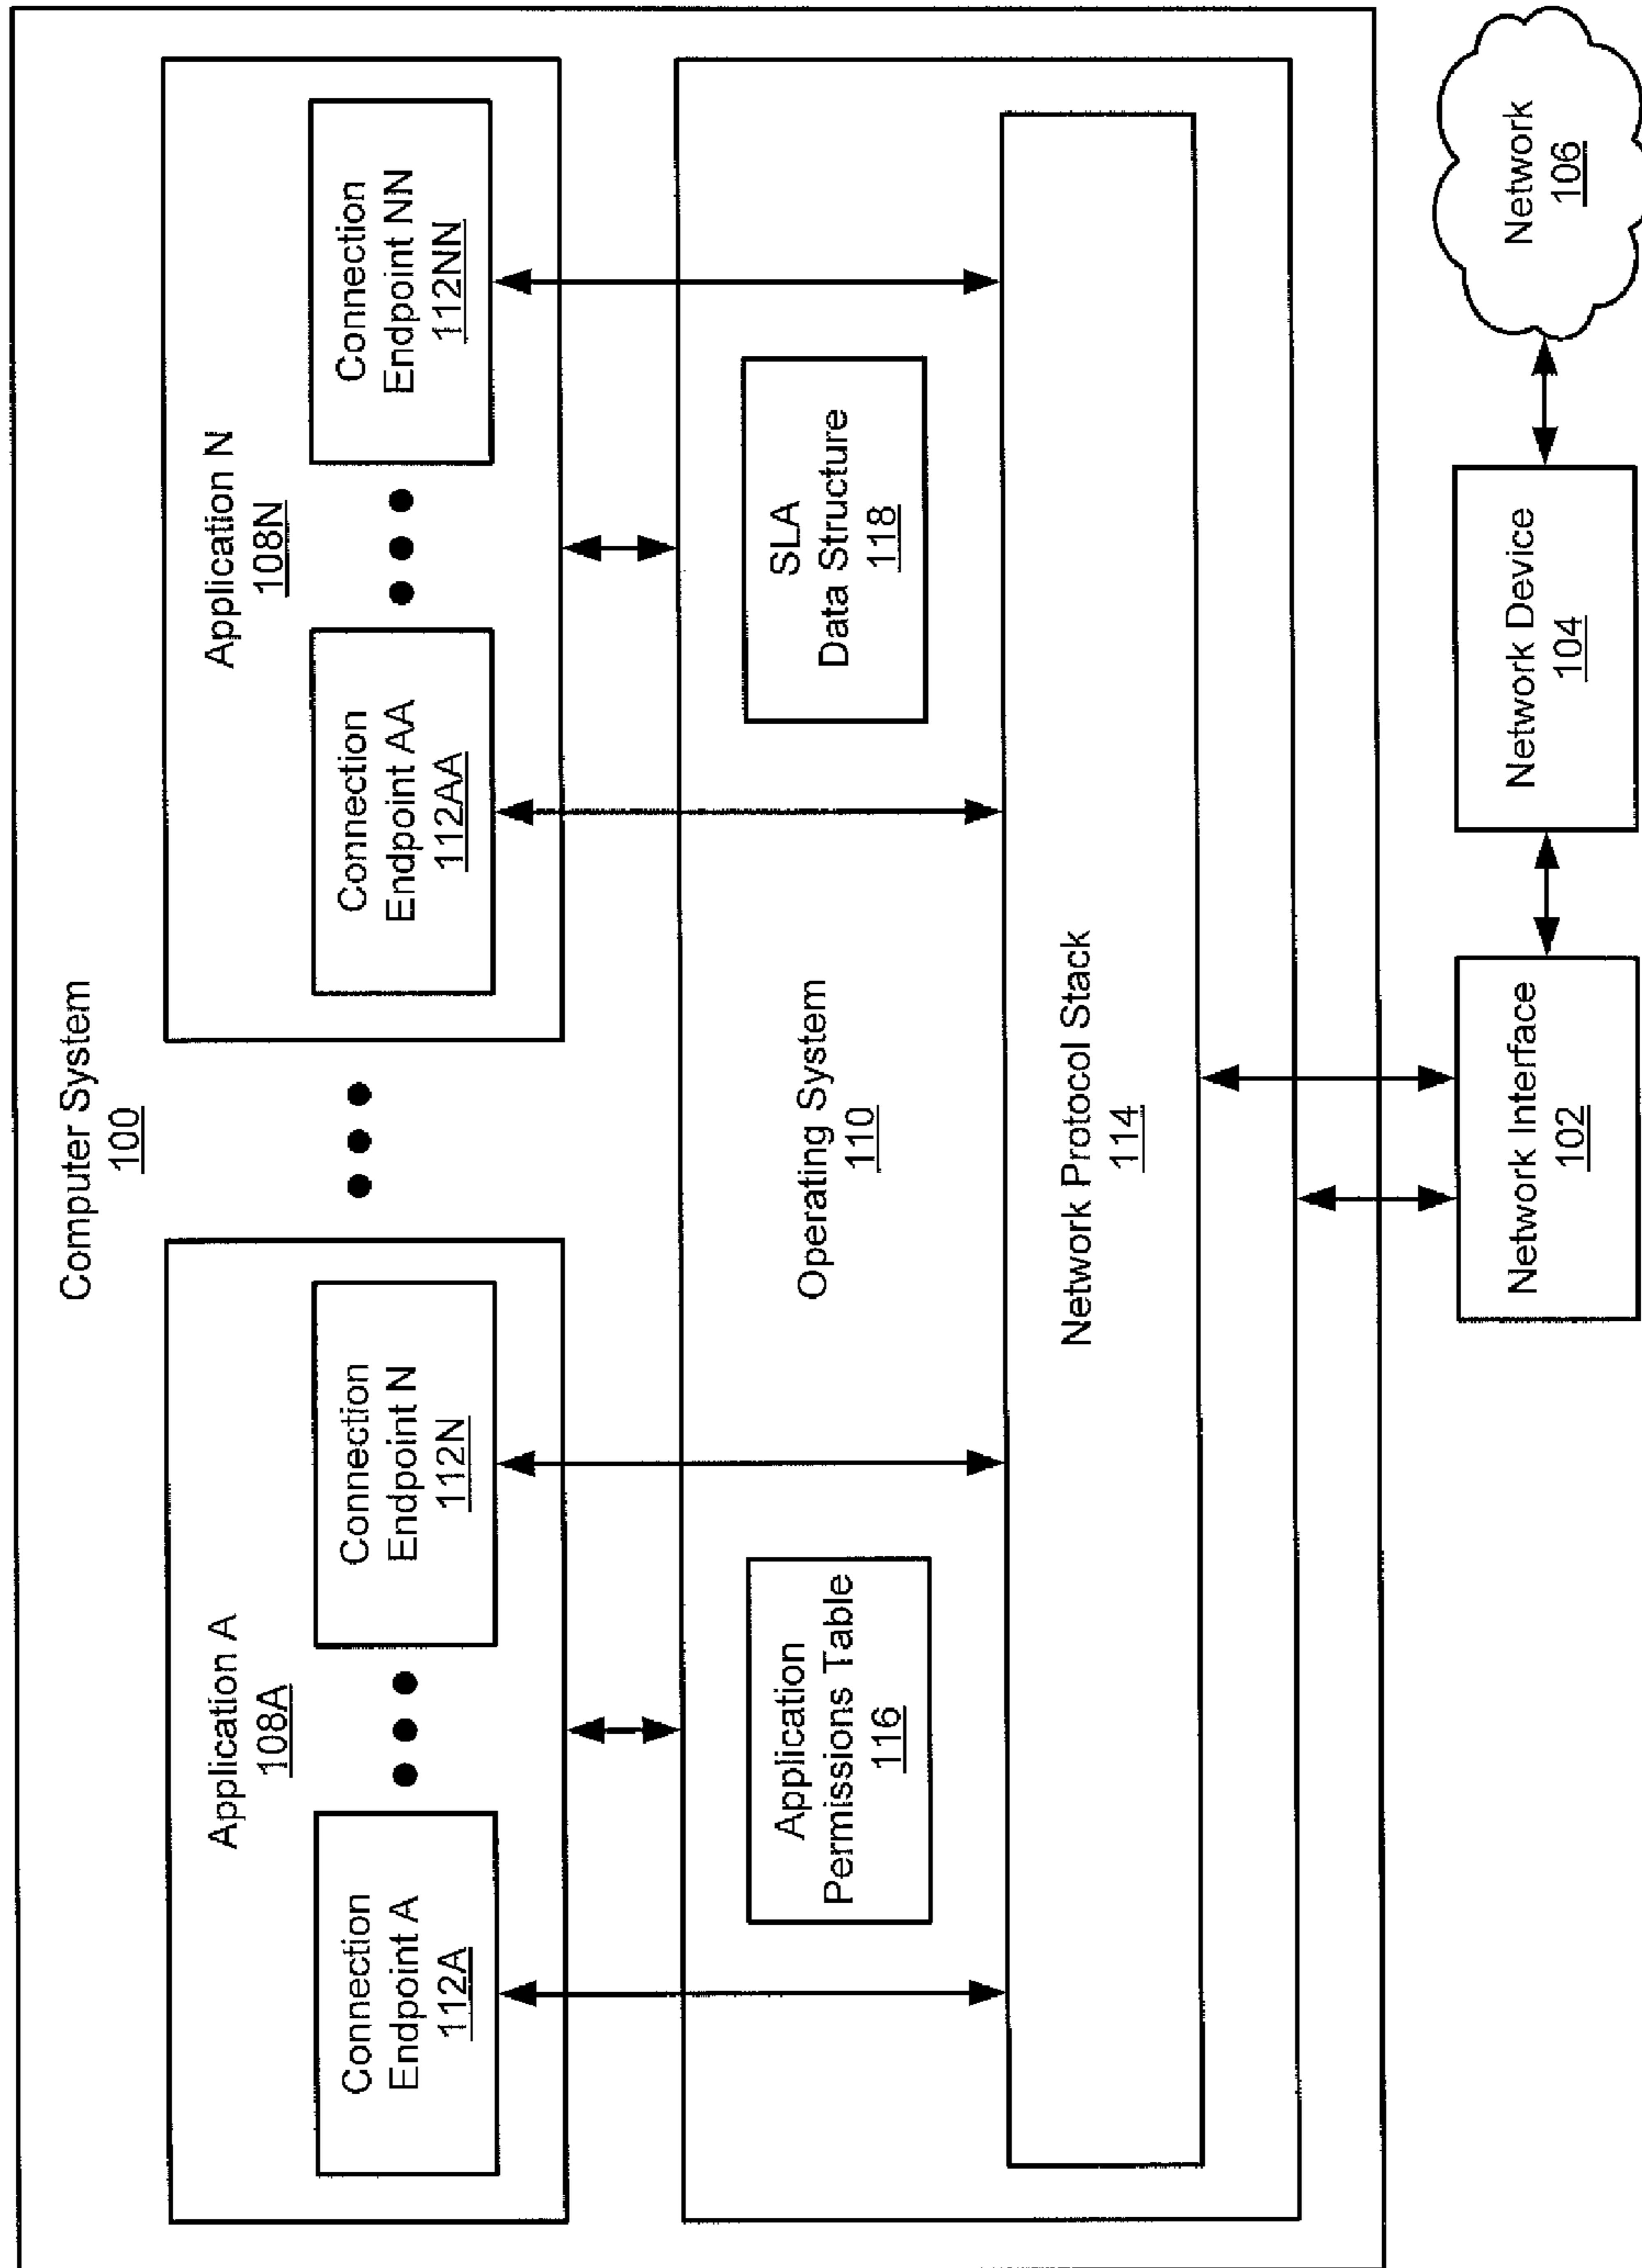 Computer System
100
Application A
108A
Connection
Endpoint A
112A
Connection
Endpoint N
112N
Application N
108N
Connection
Endpoint AA
112AA
Connection
Endpoint NN
112NN
Operating System
110
Application
Permissions Table
116
SLA
Data Structure
118
Network Protocol Stack
114
Network Interface
102
Network Device
104
Network
106